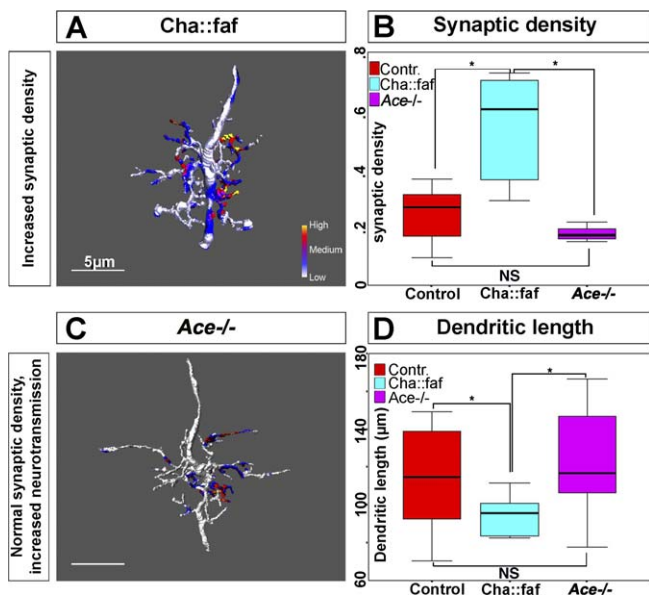 A
Cha::faf
Increased synaptic density
High
Medium
Low
5µm
B
Synaptic density
Contr.
Cha::faf
Ace-/-
*
*
NS
synaptic density
.8
.6
.4
.2
0
Control
Cha::faf
Ace-/-
C
Ace-/-
Normal synaptic density,
increased neurotransmission
D
Dendritic length
Contr.
Cha::faf
Ace-/-
*
*
NS
Dendritic length (µm)
180
140
100
60
Control
Cha::faf
Ace-/-